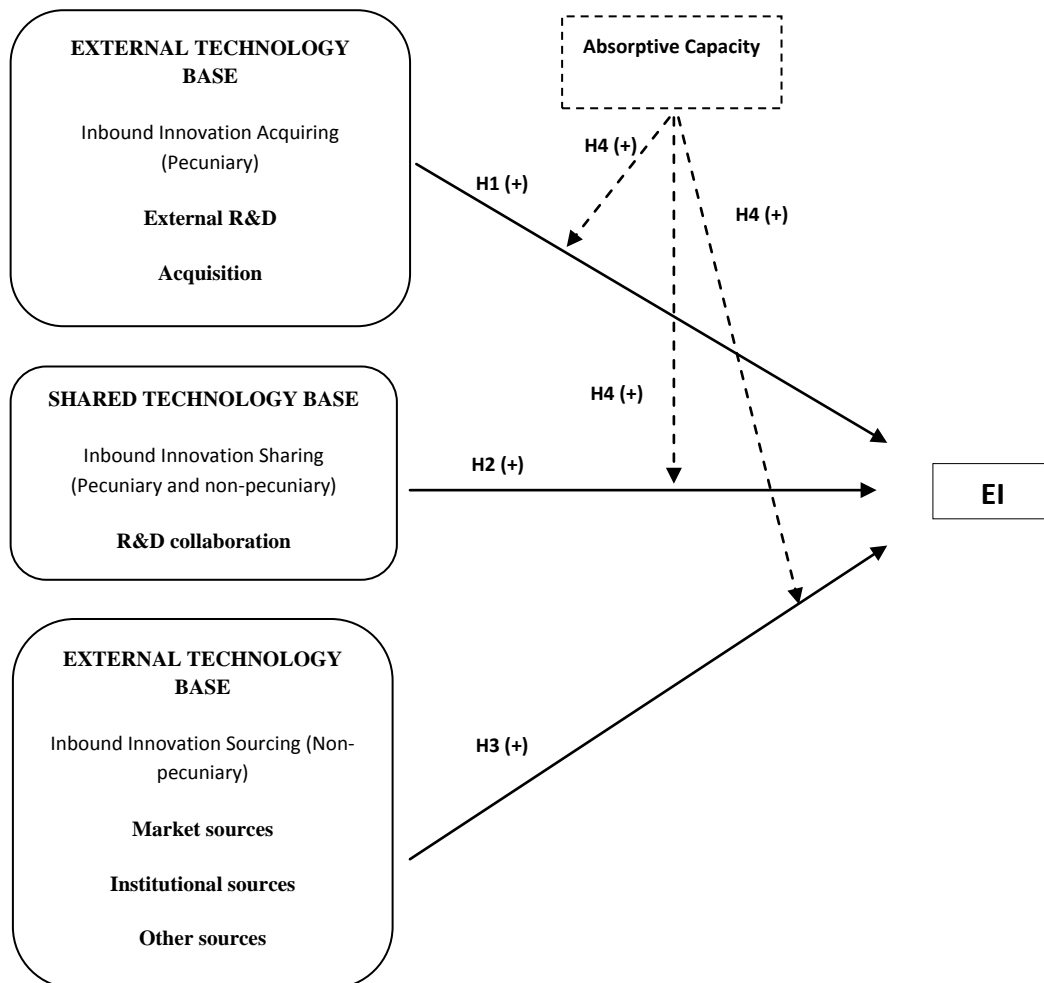 EXTERNAL TECHNOLOGY
BASE
Inbound Innovation Acquiring
(Pecuniary)
External R&D
Acquisition
Absorptive Capacity
H4 (+)
H1 (+)
H4 (+)
SHARED TECHNOLOGY BASE
Inbound Innovation Sharing
(Pecuniary and non-pecuniary)
R&D collaboration
H4 (+)
H2 (+)
EI
EXTERNAL TECHNOLOGY
BASE
Inbound Innovation Sourcing (Non-
pecuniary)
Market sources
Institutional sources
Other sources
H3 (+)